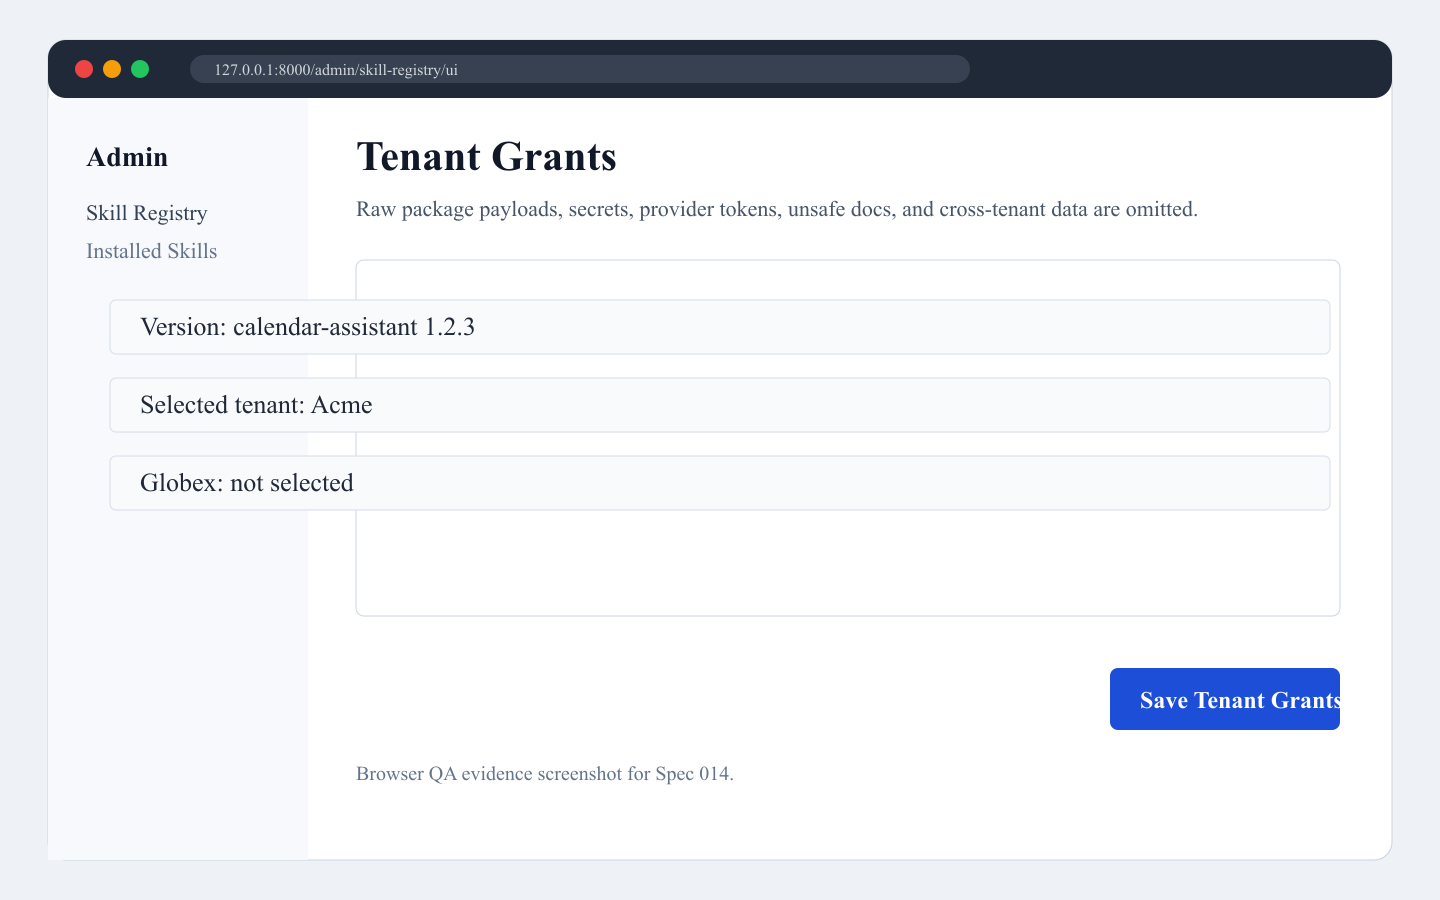 127.0.0.1:8000/admin/skill-registry/ui
Admin
Skill Registry
Installed Skills
Tenant Grants
Raw package payloads, secrets, provider tokens, unsafe docs, and cross-tenant data are omitted.
Version: calendar-assistant 1.2.3
Selected tenant: Acme
Globex: not selected
Save Tenant Grants
Browser QA evidence screenshot for Spec 014.